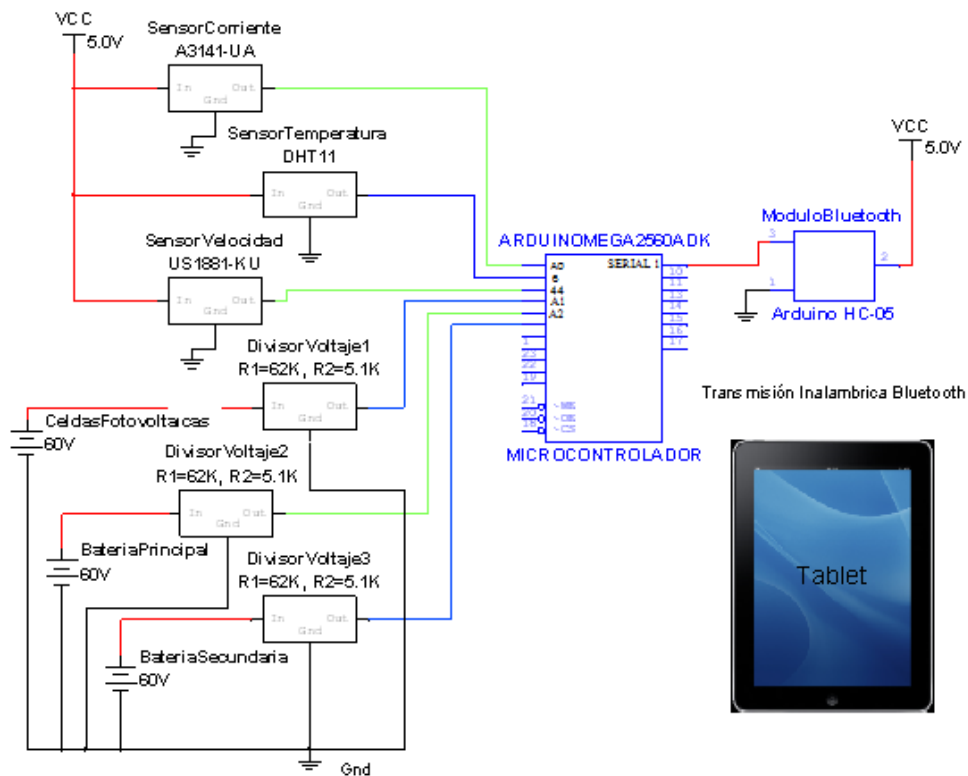 VCC
5.0V
SensorCorriente
A3141-UA
In Out
Gnd
SensorTemperatura
DHT11
In Out
Gnd
SensorVelocidad
US1881-KU
In Out
Gnd
DivisorVoltaje1
R1=62K, R2=5.1K
In Out
Gnd
CeldasFotovoltaicas
60V
DivisorVoltaje2
R1=62K, R2=5.1K
In Out
Gnd
BateriaPrincipal
60V
DivisorVoltaje3
R1=62K, R2=5.1K
In Out
Gnd
BateriaSecundaria
60V
Gnd
ARDUINOMEGA2560ADK
A0 SERIAL 1 10
6 11
44 13
A1 14
A2 15
16
1 17
23
22
19
21 ~WR
20 ~OE
18 ~CS
MICROCONTROLADOR
VCC
5.0V
ModuloBluetooth
3
2
1
Arduino HC-05
Transmisión Inalambrica Bluetooth
Tablet